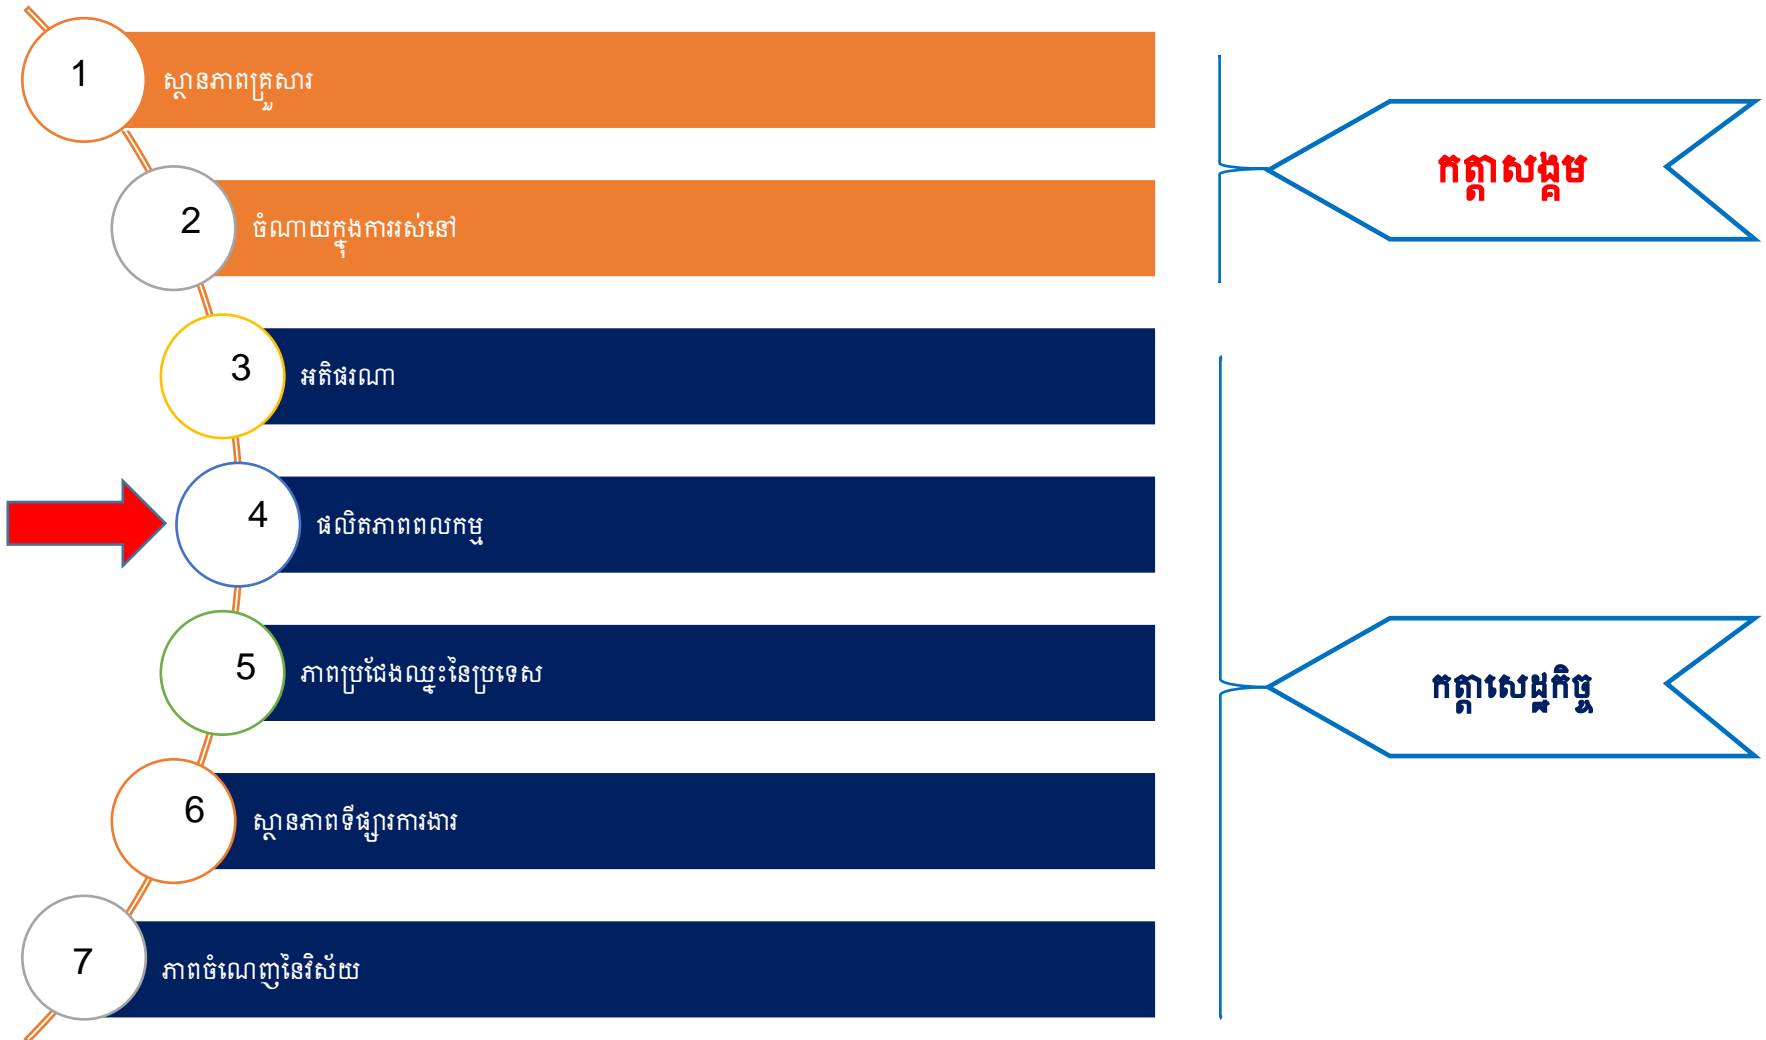 1
ស្ថានភាពគ្រួសារ
2
ចំណាយក្នុងការរស់នៅ
កត្តាសង្គម
3
អតិផរណា
4
ផលិតភាពពលកម្ម
5
ភាពប្រជែងឈ្នះនៃប្រទេស
6
ស្ថានភាពទីផ្សារការងារ
7
ភាពចំណេញនៃវិស័យ
កត្តាសេដ្ឋកិច្ច